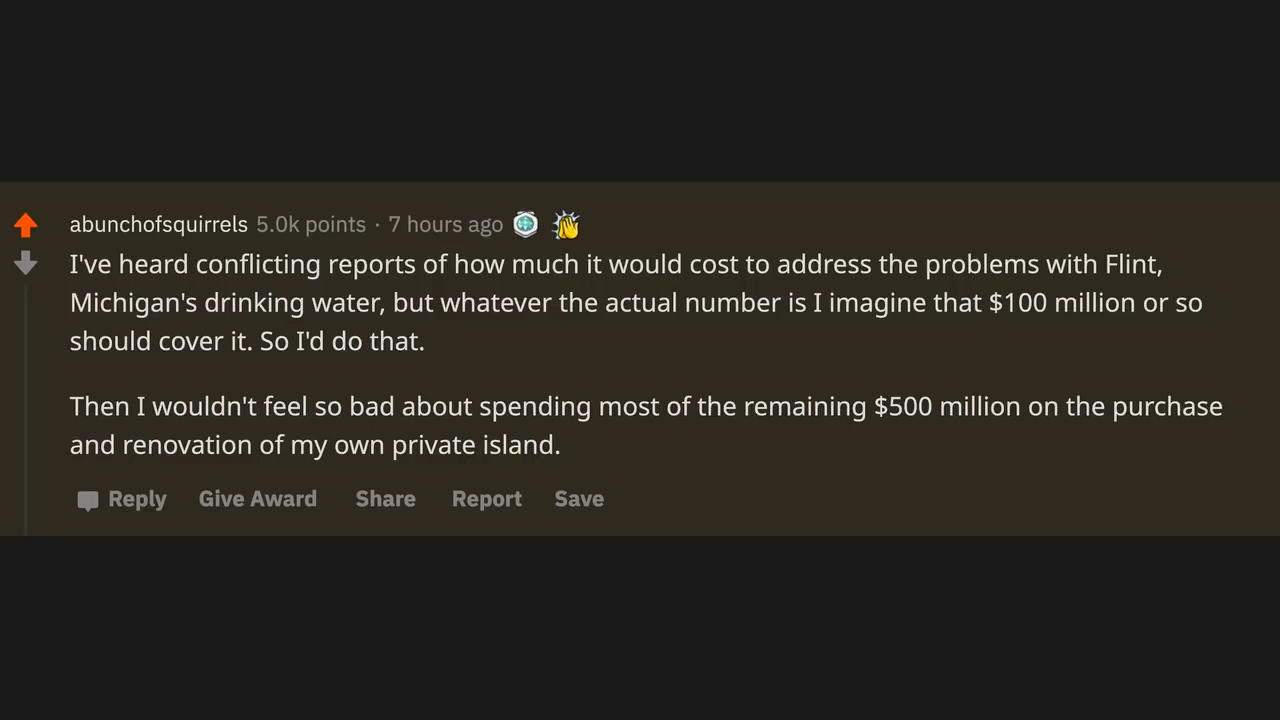 abunchofsquirrels 5.0k points · 7 hours ago
I've heard conflicting reports of how much it would cost to address the problems with Flint,
Michigan's drinking water, but whatever the actual number is I imagine that $100 million or so
should cover it. So I'd do that.
Then I wouldn't feel so bad about spending most of the remaining $500 million on the purchase
and renovation of my own private island.
Reply Give Award Share Report Save